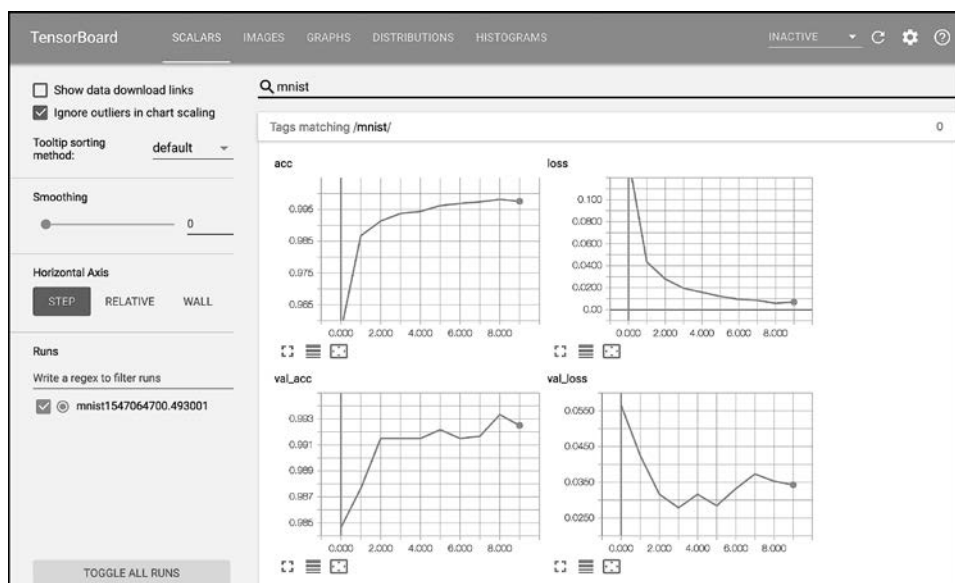 TensorBoard SCALARS IMAGES GRAPHS DISTRIBUTIONS HISTOGRAMS INACTIVE
Show data download links
Ignore outliers in chart scaling
Tooltip sorting
method: default
Smoothing
0
Horizontal Axis
STEP RELATIVE WALL
Runs
Write a regex to filter runs
mnist1547064700.493001
TOGGLE ALL RUNS
mnist
Tags matching /mnist/ 0
acc
0.995
0.985
0.975
0.965
0.000 2.000 4.000 6.000 8.000
loss
0.100
0.0800
0.0600
0.0400
0.0200
0.00
0.000 2.000 4.000 6.000 8.000
val_acc
0.993
0.991
0.989
0.987
0.985
0.000 2.000 4.000 6.000 8.000
val_loss
0.0550
0.0450
0.0350
0.0250
0.000 2.000 4.000 6.000 8.000